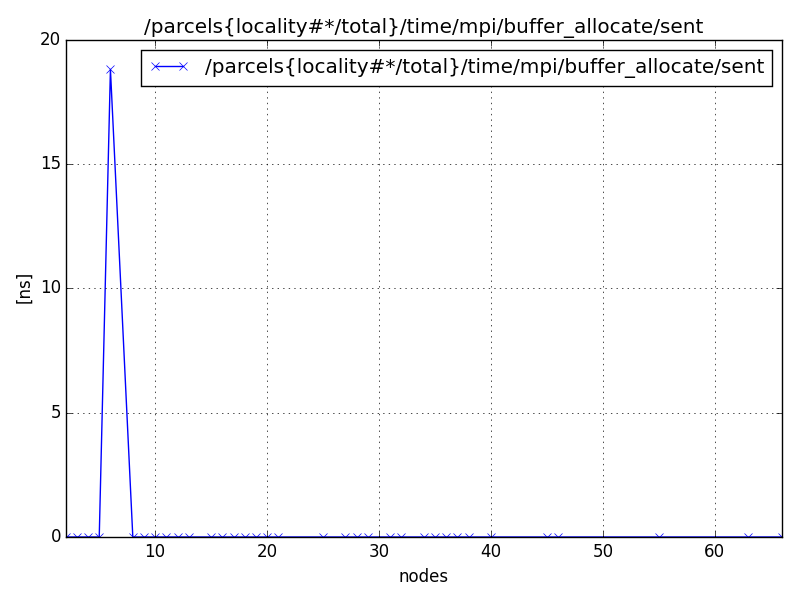 /parcels{locality#*/total}/time/mpi/buffer_allocate/sent
/parcels{locality#*/total}/time/mpi/buffer_allocate/sent
20
15
10
5
0
[ns]
10 20 30 40 50 60
nodes